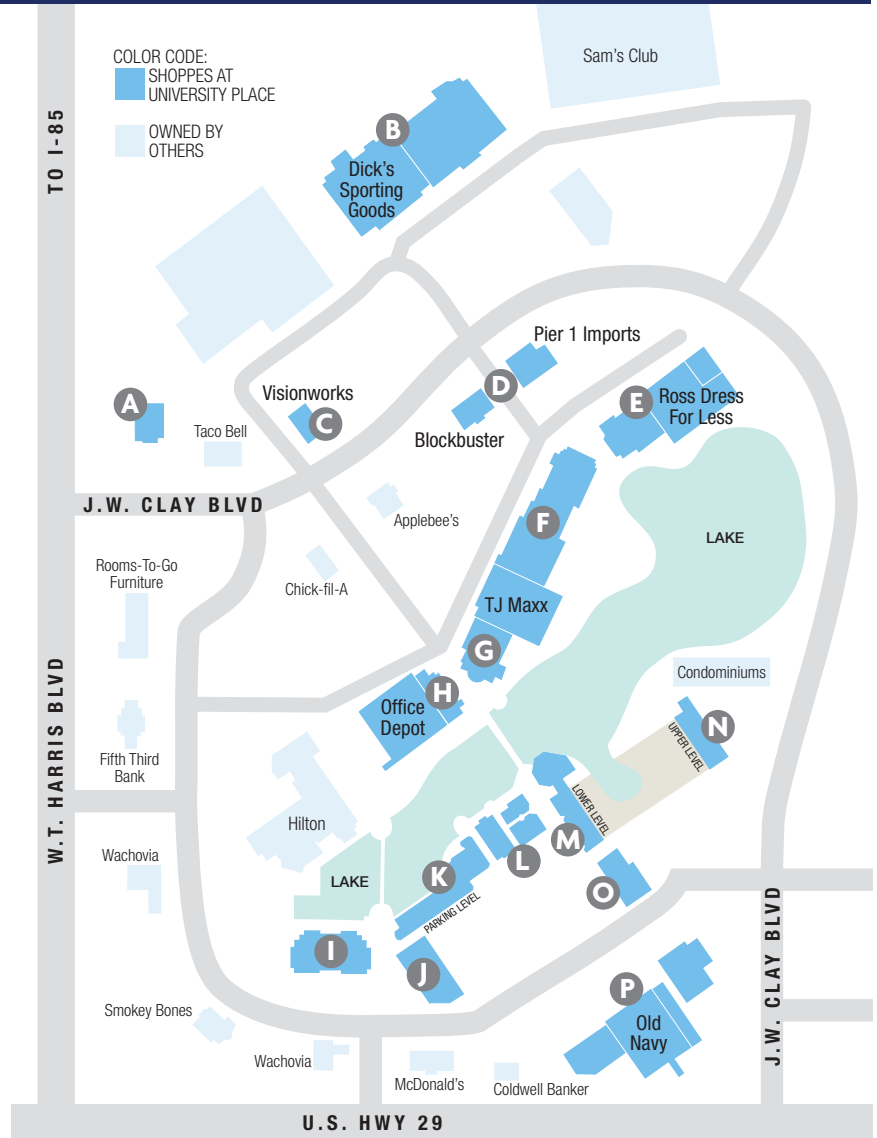 COLOR CODE:
SHOPPES AT
UNIVERSITY PLACE
OWNED BY
OTHERS
Sam's Club
TO I-85
B
Dick's
Sporting
Goods
Pier 1 Imports
D
Blockbuster
Visionworks
C
A
Taco Bell
E
Ross Dress
For Less
J.W. CLAY BLVD
Applebee's
F
LAKE
Rooms-To-Go
Furniture
Chick-fil-A
TJ Maxx
G
Condominiums
H
Office
Depot
N
UPPER LEVEL
W.T. HARRIS BLVD
Fifth Third
Bank
Hilton
LOWER LEVEL
M
L
Wachovia
K
LAKE
PARKING LEVEL
O
I
J
J.W. CLAY BLVD
P
Old
Navy
Smokey Bones
Wachovia
McDonald's
Coldwell Banker
U.S. HWY 29